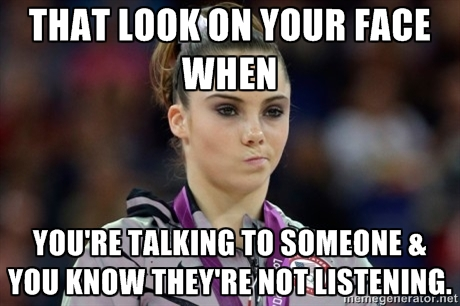 THAT LOOK ON YOUR FACE
WHEN
YOU'RE TALKING TO SOMEONE &
YOU KNOW THEY'RE NOT LISTENING.
memegenerator.net